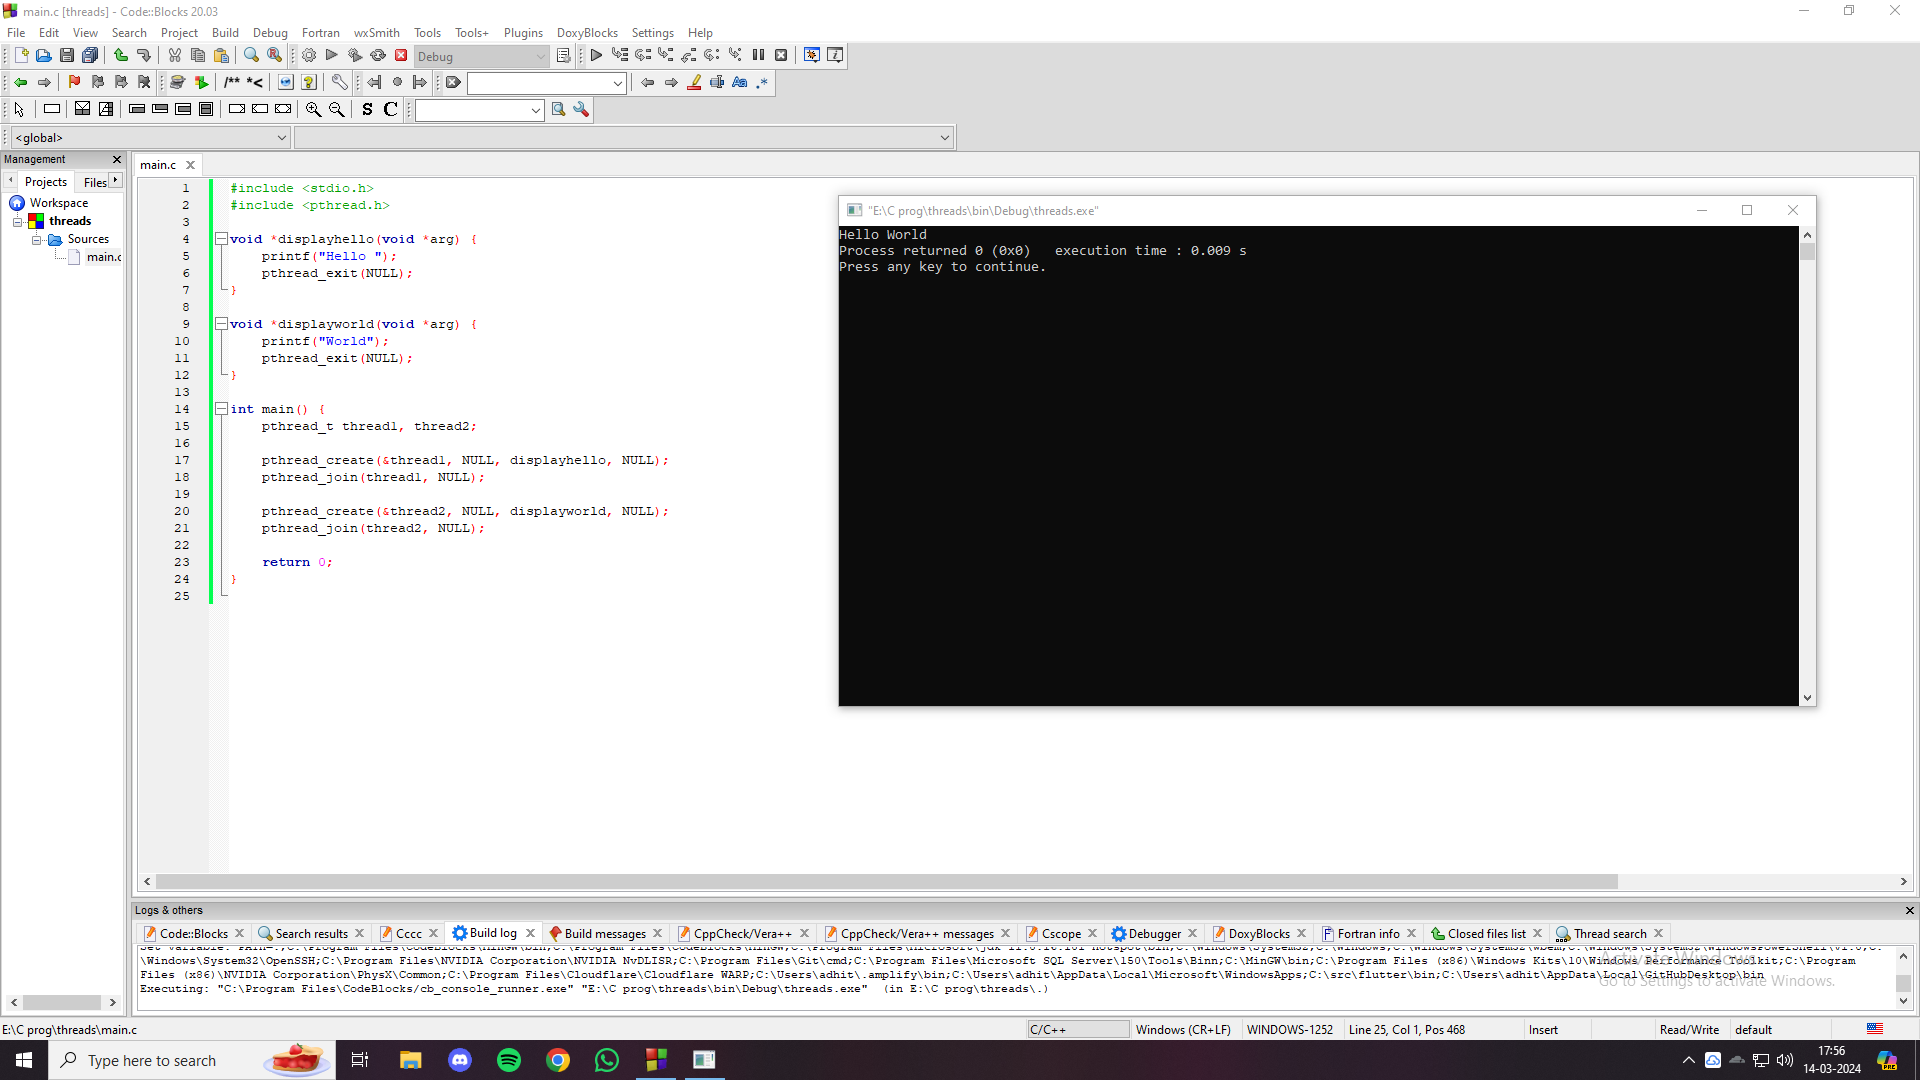 main.c [threads] - Code::Blocks 20.03
File Edit View Search Project Build Debug Fortran wxSmith Tools Tools+ Plugins DoxyBlocks Settings Help
Debug
/** *<
Aa .*
S C
<global>
Management
Projects Files
Workspace
threads
Sources
main.c
main.c
1 #include <stdio.h>
2 #include <pthread.h>
3
4 void *displayhello(void *arg) {
5 printf("Hello ");
6 pthread_exit(NULL);
7 }
8
9 void *displayworld(void *arg) {
10 printf("World");
11 pthread_exit(NULL);
12 }
13
14 int main() {
15 pthread_t thread1, thread2;
16
17 pthread_create(&thread1, NULL, displayhello, NULL);
18 pthread_join(thread1, NULL);
19
20 pthread_create(&thread2, NULL, displayworld, NULL);
21 pthread_join(thread2, NULL);
22
23 return 0;
24 }
25
"E:\C prog\threads\bin\Debug\threads.exe"
Hello World
Process returned 0 (0x0) execution time : 0.009 s
Press any key to continue.
Logs & others
Code::Blocks Search results Cccc Build log Build messages CppCheck/Vera++ CppCheck/Vera++ messages Cscope Debugger DoxyBlocks Fortran info Closed files list Thread search
\Windows\System32\OpenSSH;C:\Program Files\NVIDIA Corporation\NVIDIA NvDLISR;C:\Program Files\Git\cmd;C:\Program Files\Microsoft SQL Server\150\Tools\Binn;C:\MinGW\bin;C:\Program Files (x86)\Windows Kits\10\Windows Performance Toolkit;C:\Program
Files (x86)\NVIDIA Corporation\PhysX\Common;C:\Program Files\Cloudflare\Cloudflare WARP;C:\Users\adhit\.amplify\bin;C:\Users\adhit\AppData\Local\Microsoft\WindowsApps;C:\src\flutter\bin;C:\Users\adhit\AppData\Local\GitHubDesktop\bin
Executing: "C:\Program Files\CodeBlocks/cb_console_runner.exe" "E:\C prog\threads\bin\Debug\threads.exe" (in E:\C prog\threads\.)
Activate Windows
Go to Settings to activate Windows.
E:\C prog\threads\main.c C/C++ Windows (CR+LF) WINDOWS-1252 Line 25, Col 1, Pos 468 Insert Read/Write default
Type here to search
17:56
14-03-2024
PRE